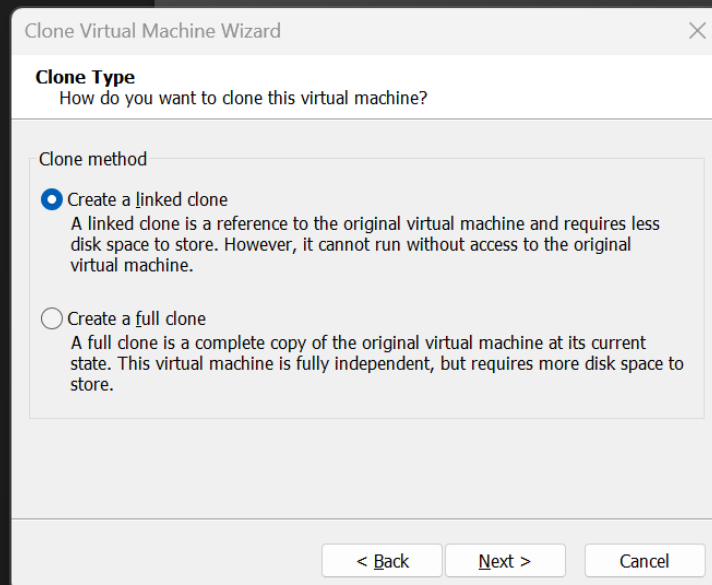 Clone Virtual Machine Wizard
Clone Type
How do you want to clone this virtual machine?
Clone method
Create a linked clone
A linked clone is a reference to the original virtual machine and requires less
disk space to store. However, it cannot run without access to the original
virtual machine.
Create a full clone
A full clone is a complete copy of the original virtual machine at its current
state. This virtual machine is fully independent, but requires more disk space to
store.
< Back
Next >
Cancel